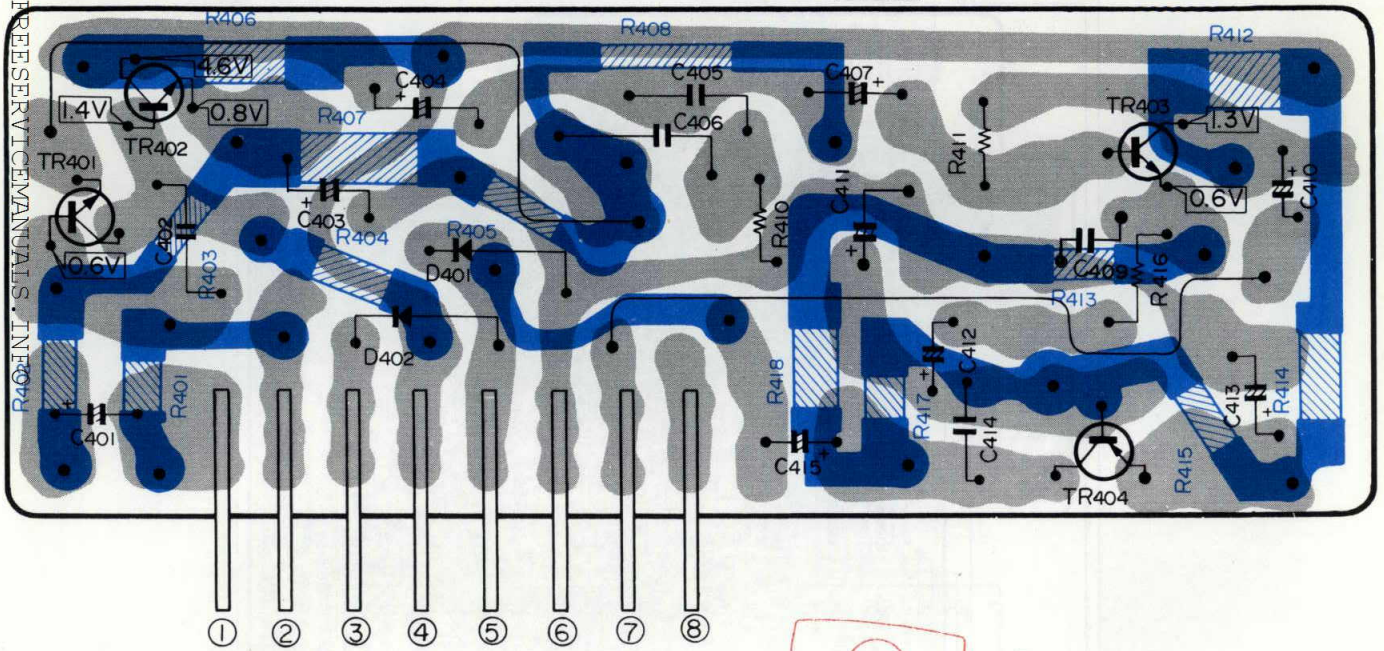 FREESERVICEMANUALS.INFO
R406
R408
R412
4.6V
C404
C405
C407
+
+
1.4V
0.8V
R407
C406
TR403
1.3V
TR402
R411
TR401
C402
C403
+
R410
C411
+
0.6V
C410
+
R404
R405
0.6V
R403
D401
C409
R416
R413
D402
C412
+
R402
R401
R418
R417
C413
+
R414
C401
+
C414
C415
+
R415
TR404
① ② ③ ④ ⑤ ⑥ ⑦ ⑧